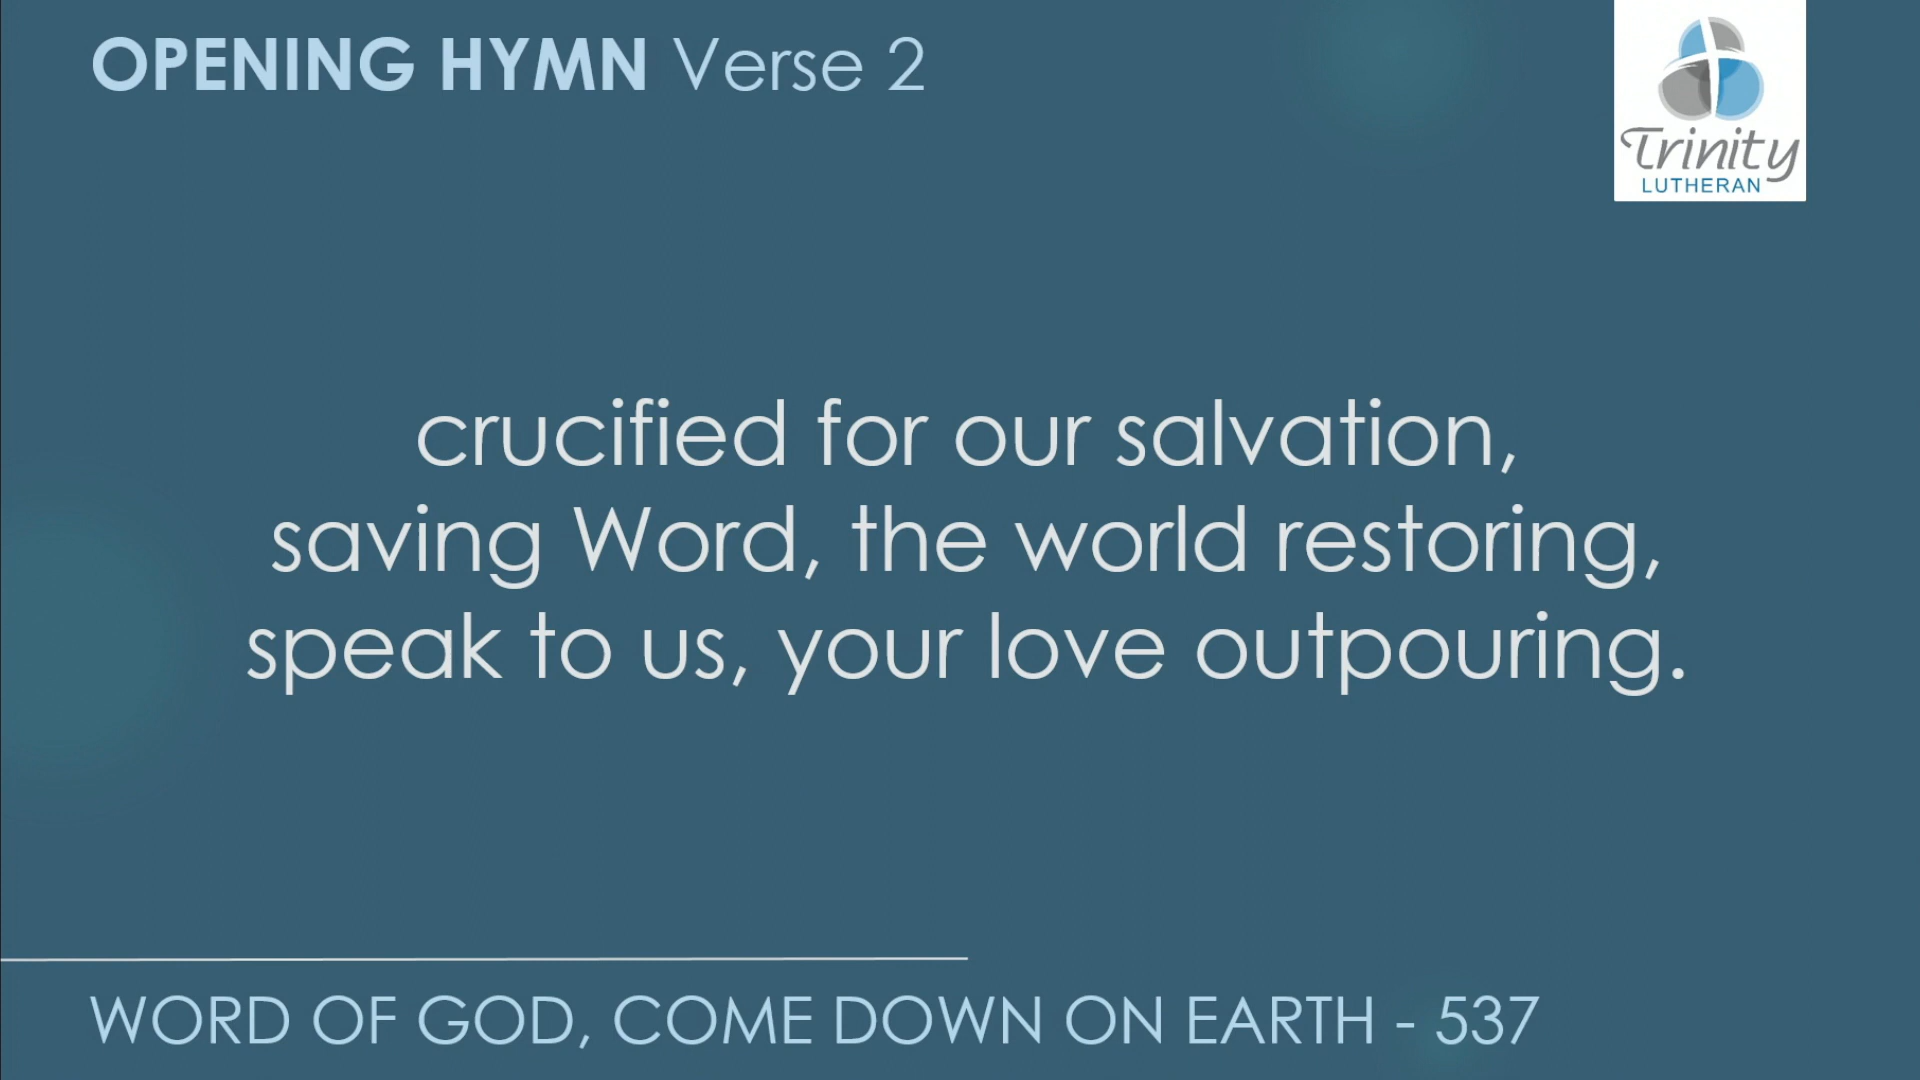 OPENING HYMN Verse 2
Trinity
LUTHERAN
crucified for our salvation,
saving Word, the world restoring,
speak to us, your love outpouring.
WORD OF GOD, COME DOWN ON EARTH - 537